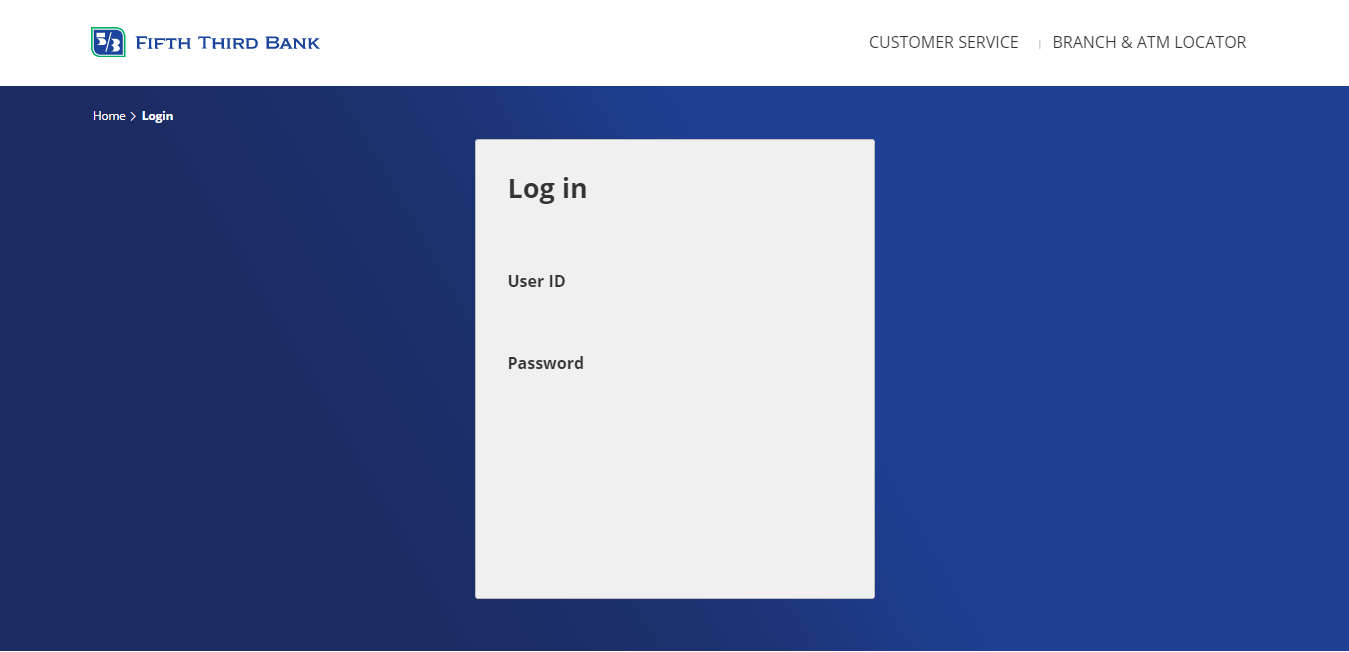 5/3 FIFTH THIRD BANK
CUSTOMER SERVICE | BRANCH & ATM LOCATOR
Home > Login
Log in
User ID
Password